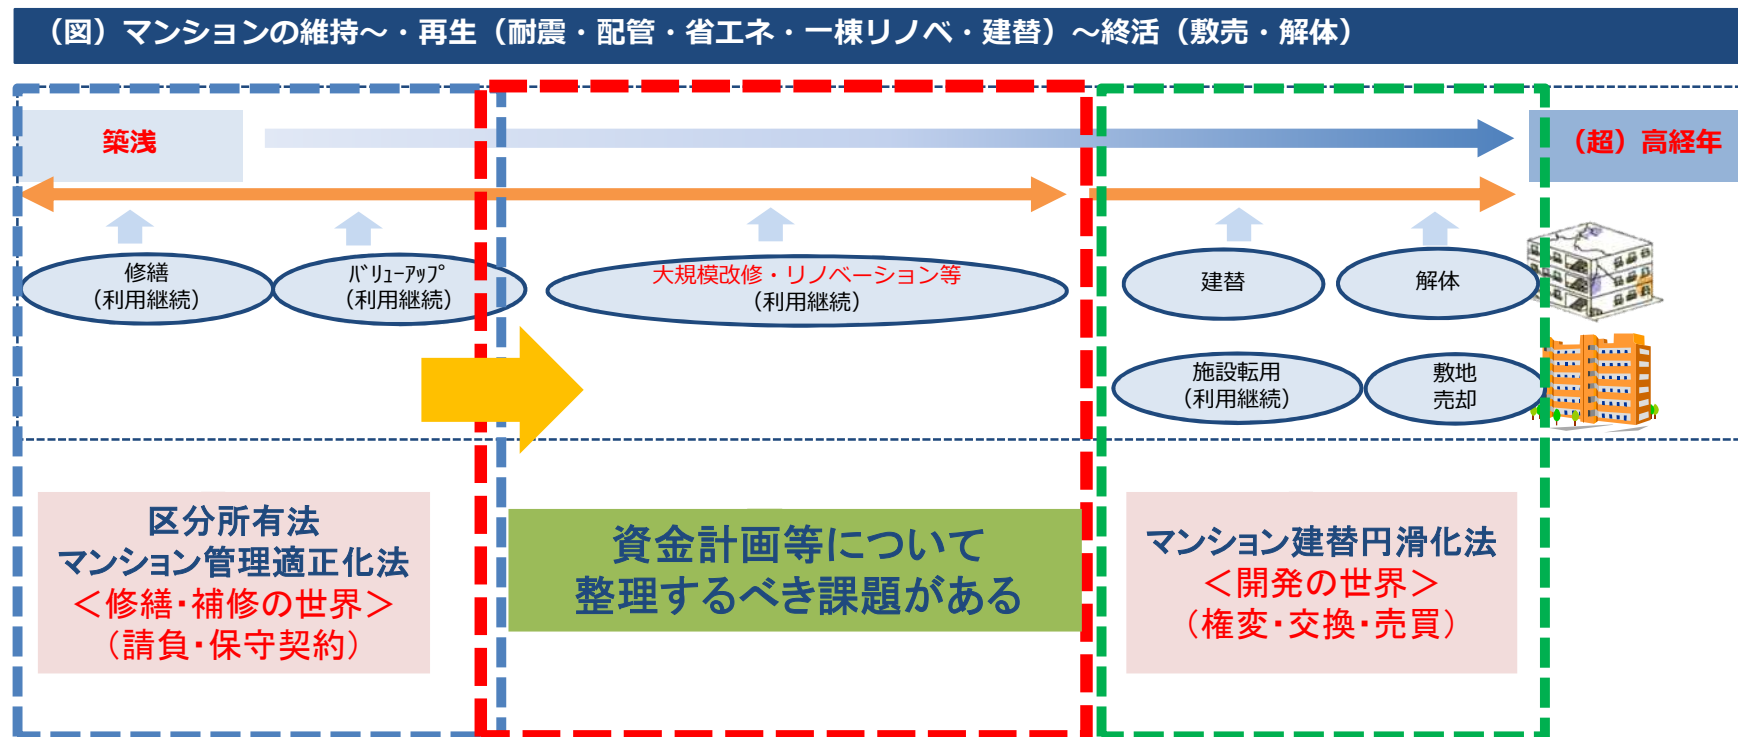 （図）マンションの維持～・再生（耐震・配管・省エネ・一棟リノベ・建替）～終活（敷売・解体）
築浅
（超）高経年
修繕
（利用継続）
ﾊﾞﾘｭｰｱｯﾌﾟ
（利用継続）
大規模改修・リノベーション等
（利用継続）
建替
解体
施設転用
（利用継続）
敷地
売却
区分所有法
マンション管理適正化法
＜修繕・補修の世界＞
（請負・保守契約）
資金計画等について
整理するべき課題がある
マンション建替円滑化法
＜開発の世界＞
（権変・交換・売買）